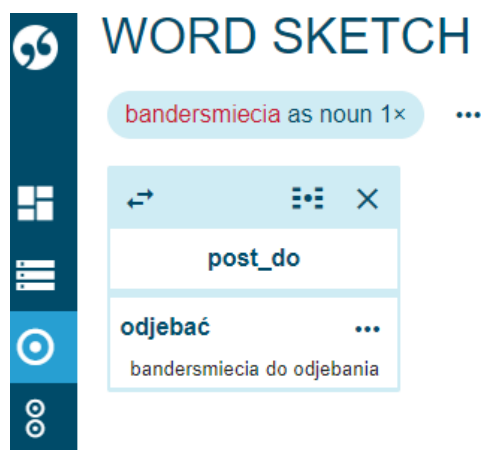 WORD SKETCH
bandersmiecia as noun 1×
post_do
odjebać
bandersmiecia do odjebania